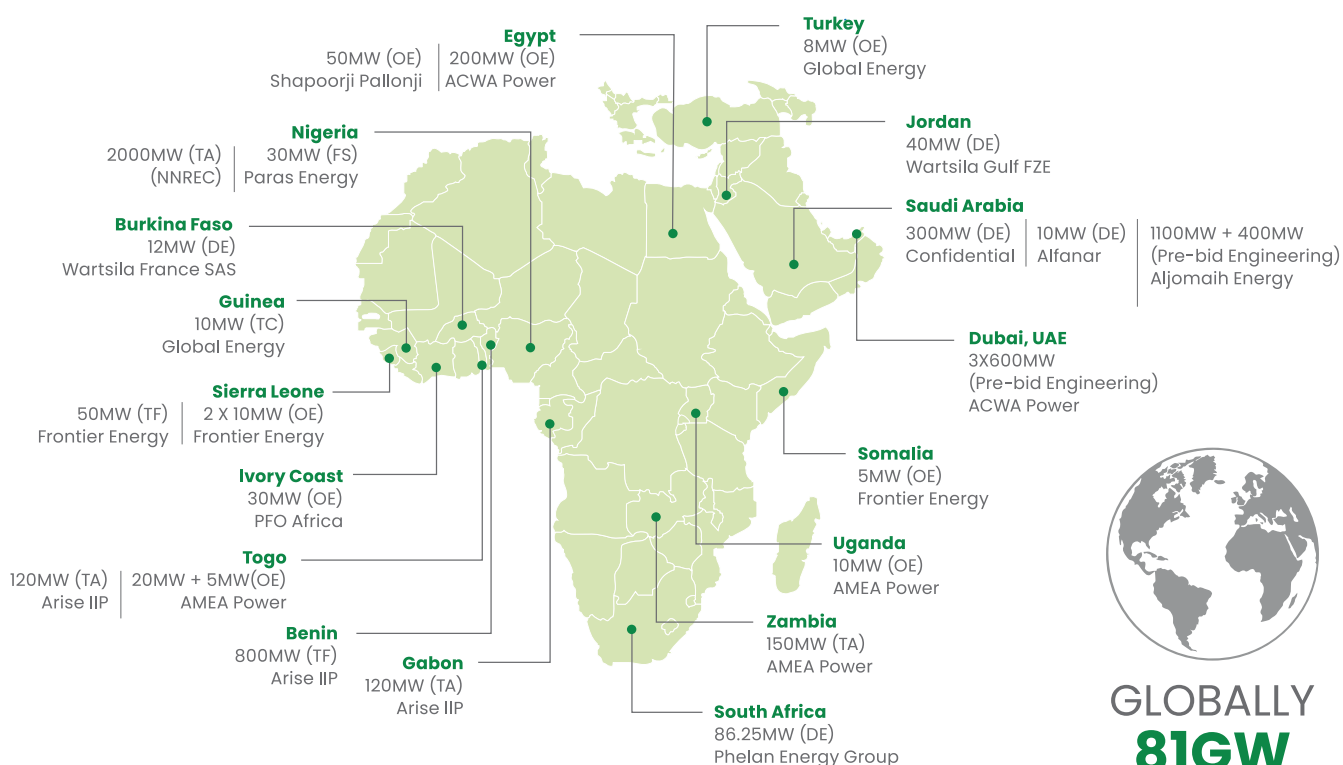 Turkey
8MW (OE)
Global Energy
Egypt
50MW (OE) 200MW (OE)
Shapoorji Pallonji ACWA Power
Nigeria
2000MW (TA) 30MW (FS)
(NNREC) Paras Energy
Jordan
40MW (DE)
Wartsila Gulf FZE
Burkina Faso
12MW (DE)
Wartsila France SAS
Saudi Arabia
300MW (DE) 10MW (DE) 1100MW + 400MW
Confidential Alfanar (Pre-bid Engineering)
Aljomaih Energy
Guinea
10MW (TC)
Global Energy
Dubai, UAE
3X600MW
(Pre-bid Engineering)
ACWA Power
Sierra Leone
50MW (TF) 2 X 10MW (OE)
Frontier Energy Frontier Energy
Somalia
5MW (OE)
Frontier Energy
Ivory Coast
30MW (OE)
PFO Africa
Uganda
10MW (OE)
AMEA Power
Togo
120MW (TA) 20MW + 5MW(OE)
Arise IIP AMEA Power
Zambia
150MW (TA)
AMEA Power
Benin
800MW (TF)
Arise IIP
Gabon
120MW (TA)
Arise IIP
South Africa
86.25MW (DE)
Phelan Energy Group
GLOBALLY
81GW